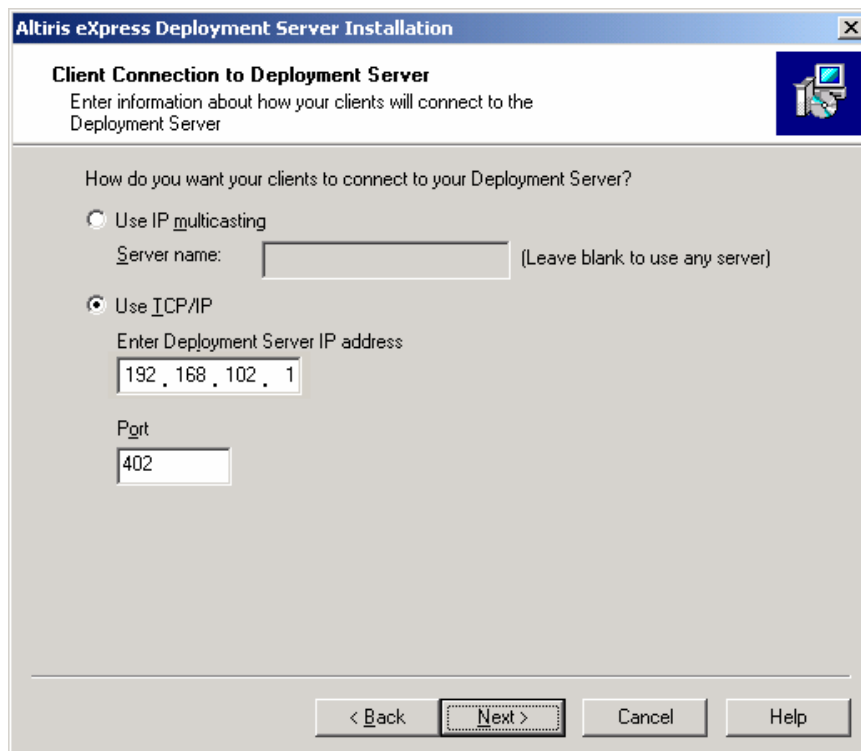 Altiris eXpress Deployment Server Installation
Client Connection to Deployment Server
Enter information about how your clients will connect to the
Deployment Server
How do you want your clients to connect to your Deployment Server?
Use IP multicasting
Server name: (Leave blank to use any server)
Use TCP/IP
Enter Deployment Server IP address
192 . 168 . 102 . 1
Port
402
< Back Next > Cancel Help